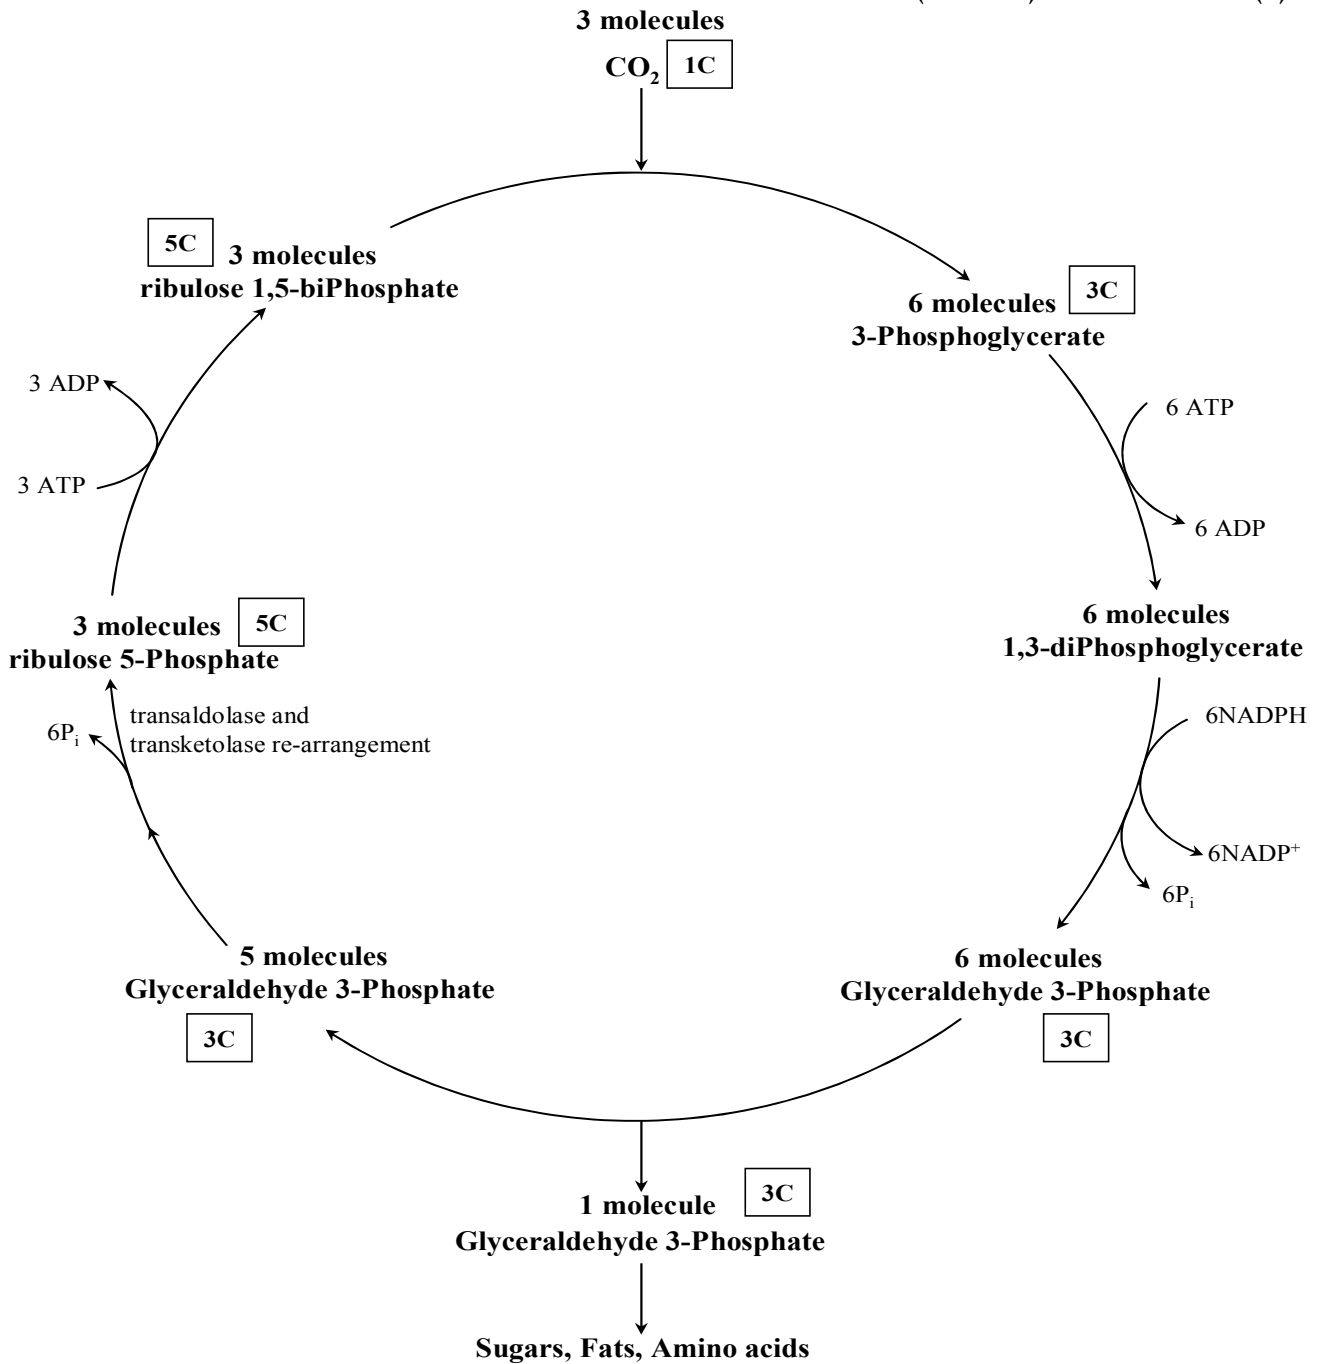 3 molecules
CO₂ 1C
5C 3 molecules
ribulose 1,5-biPhosphate
6 molecules 3C
3-Phosphoglycerate
3 ADP
6 ATP
3 ATP
6 ADP
3 molecules 5C
ribulose 5-Phosphate
6 molecules
1,3-diPhosphoglycerate
transaldolase and
transketolase re-arrangement
6Pᵢ
6NADPH
6NADP⁺
6Pᵢ
5 molecules
Glyceraldehyde 3-Phosphate
3C
6 molecules
Glyceraldehyde 3-Phosphate
3C
1 molecule 3C
Glyceraldehyde 3-Phosphate
Sugars, Fats, Amino acids